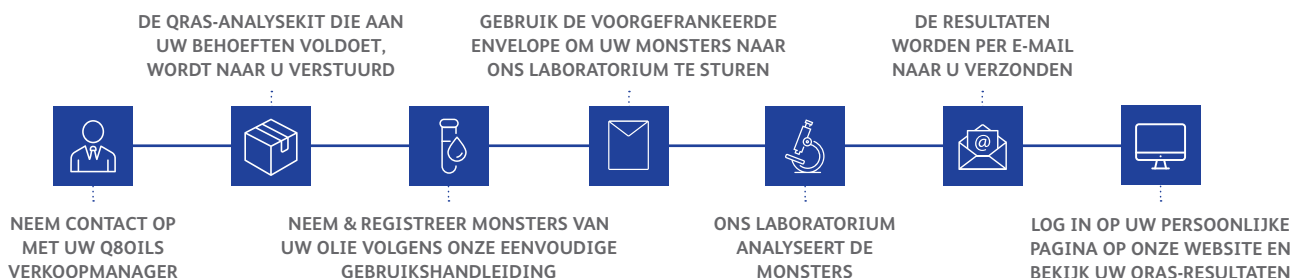 DE QRAS-ANALYSEKIT DIE AAN
UW BEHOEFTEN VOLDOET,
WORDT NAAR U VERSTUURD
GEBRUIK DE VOORGEFRANKEERDE
ENVELOPE OM UW MONSTERS NAAR
ONS LABORATORIUM TE STUREN
DE RESULTATEN
WORDEN PER E-MAIL
NAAR U VERZONDEN
@
NEEM CONTACT OP
MET UW Q8OILS
VERKOOPMANAGER
NEEM & REGISTREER MONSTERS VAN
UW OLIE VOLGENS ONZE EENVOUDIGE
GEBRUIKSHANDLEIDING
ONS LABORATORIUM
ANALYSEERT DE
MONSTERS
LOG IN OP UW PERSOONLIJKE
PAGINA OP ONZE WEBSITE EN
BEKIJK UW QRAS-RESULTATEN